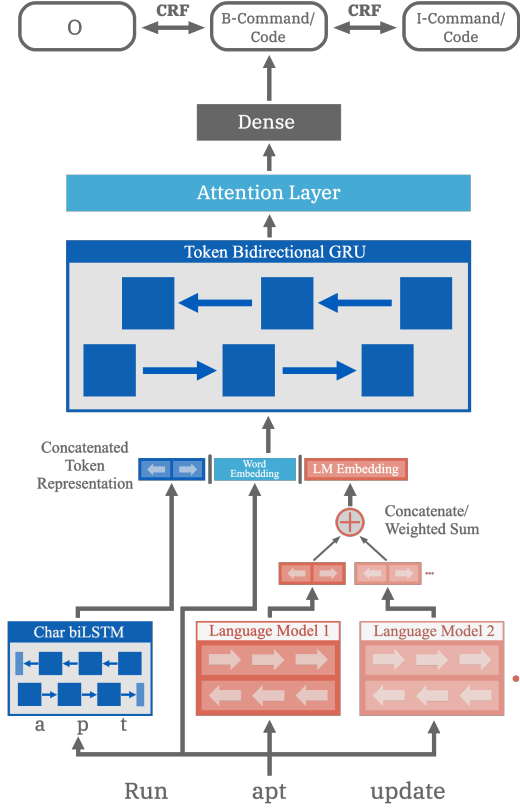 CRF CRF
O B-Command/ I-Command/
Code Code
Dense
Attention Layer
Token Bidirectional GRU
Concatenated
Token
Representation
Word
Embedding
LM Embedding
Concatenate/
Weighted Sum
...
Char biLSTM Language Model 1 Language Model 2
a p t
Run apt update